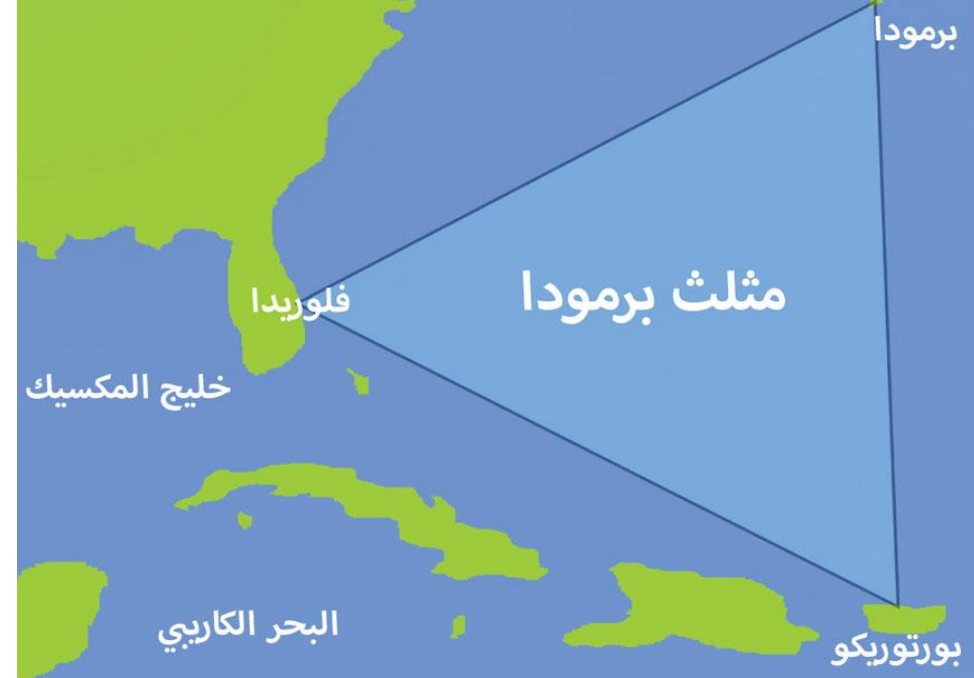 برمودا
مثلث برمودا
فلوريدا
خليج المكسيك
البحر الكاريبي
بورتوريكو